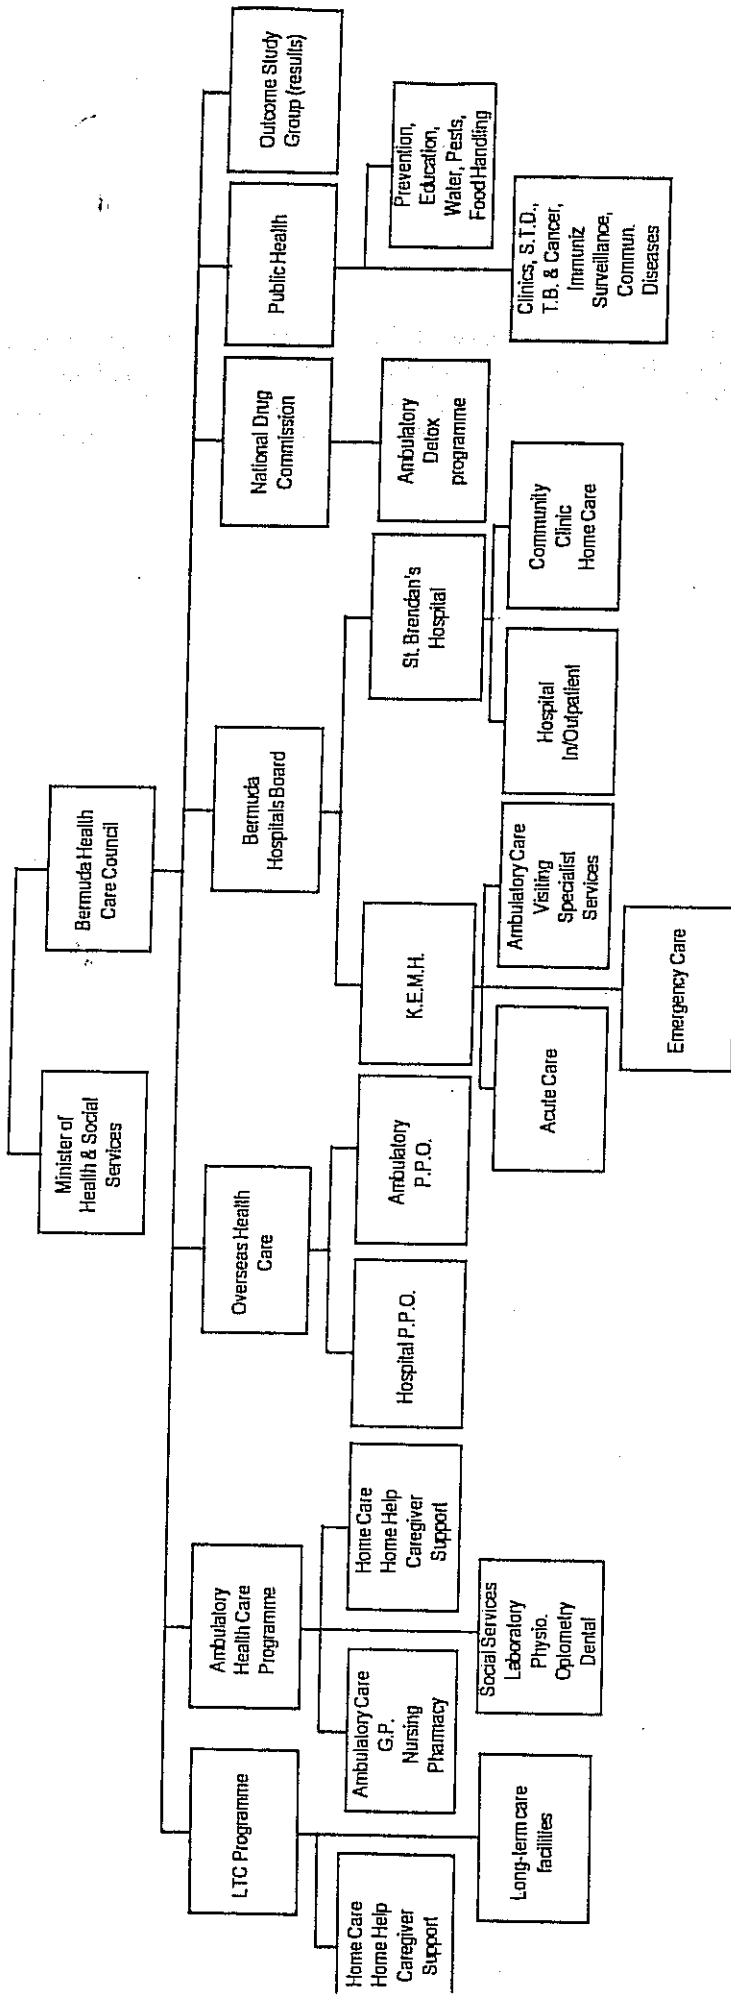 Minister of
Health & Social
Services
Bermuda Health
Care Council
LTC Programme
Ambulatory
Health Care
Programme
Overseas Health
Care
Bermuda
Hospitals Board
National Drug
Commission
Public Health
Outcome Study
Group (results)
Home Care
Home Help
Caregiver
Support
Long-term care
facilities
Ambulatory Care
G.P.
Nursing
Pharmacy
Home Care
Home Help
Caregiver
Support
Social Services
Laboratory
Physio.
Optometry
Dental
Hospital P.P.O.
Ambulatory
P.P.O.
K.E.M.H.
St. Brendan's
Hospital
Acute Care
Ambulatory Care
Visiting
Specialist
Services
Emergency Care
Hospital
In/Outpatient
Community
Clinic
Home Care
Ambulatory
Detox
programme
Prevention,
Education,
Water, Pests,
Food Handling
Clinics, S.T.D.,
T.B. & Cancer,
Immuniz
Surveillance,
Commun.
Diseases